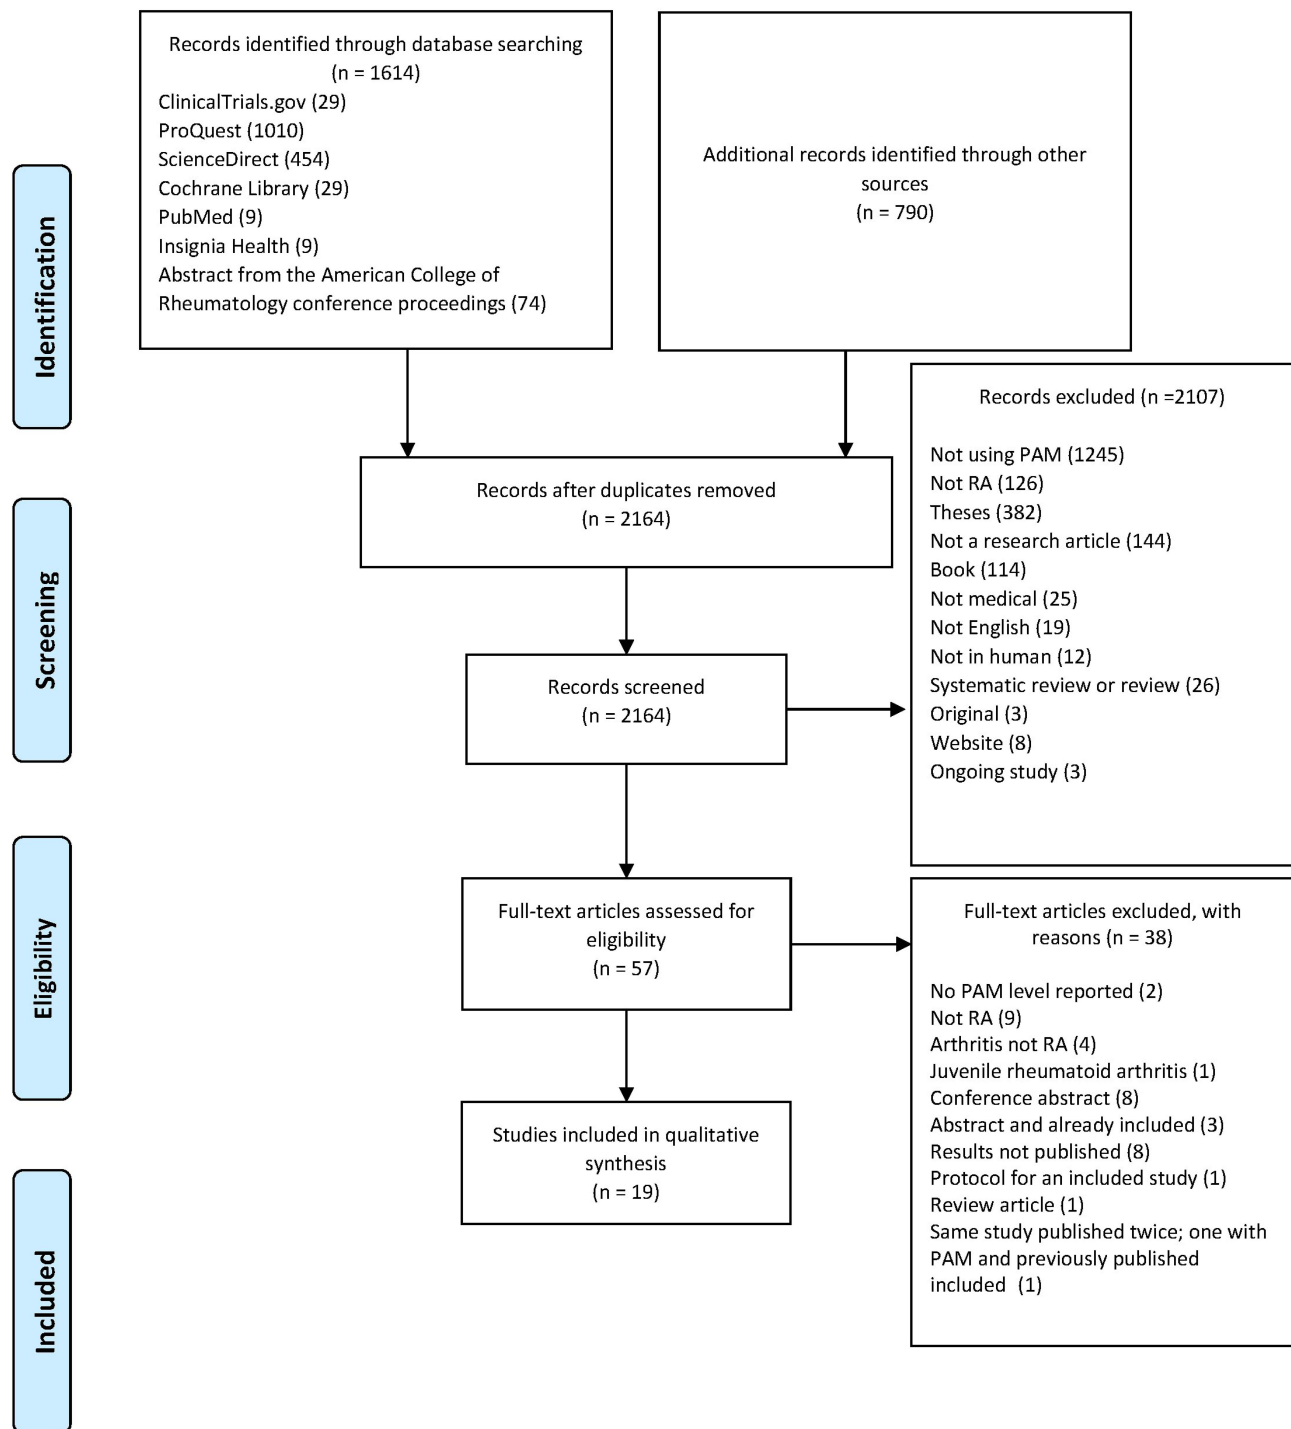 Records identified through database searching
(n = 1614)
ClinicalTrials.gov (29)
ProQuest (1010)
ScienceDirect (454)
Cochrane Library (29)
PubMed (9)
Insignia Health (9)
Abstract from the American College of
Rheumatology conference proceedings (74)
Additional records identified through other
sources
(n = 790)
Identification
Records excluded (n =2107)
Not using PAM (1245)
Not RA (126)
Theses (382)
Not a research article (144)
Book (114)
Not medical (25)
Not English (19)
Not in human (12)
Systematic review or review (26)
Original (3)
Website (8)
Ongoing study (3)
Records after duplicates removed
(n = 2164)
Screening
Records screened
(n = 2164)
Eligibility
Full-text articles assessed for
eligibility
(n = 57)
Full-text articles excluded, with
reasons (n = 38)
No PAM level reported (2)
Not RA (9)
Arthritis not RA (4)
Juvenile rheumatoid arthritis (1)
Conference abstract (8)
Abstract and already included (3)
Results not published (8)
Protocol for an included study (1)
Review article (1)
Same study published twice; one with
PAM and previously published
included (1)
Studies included in qualitative
synthesis
(n = 19)
Included